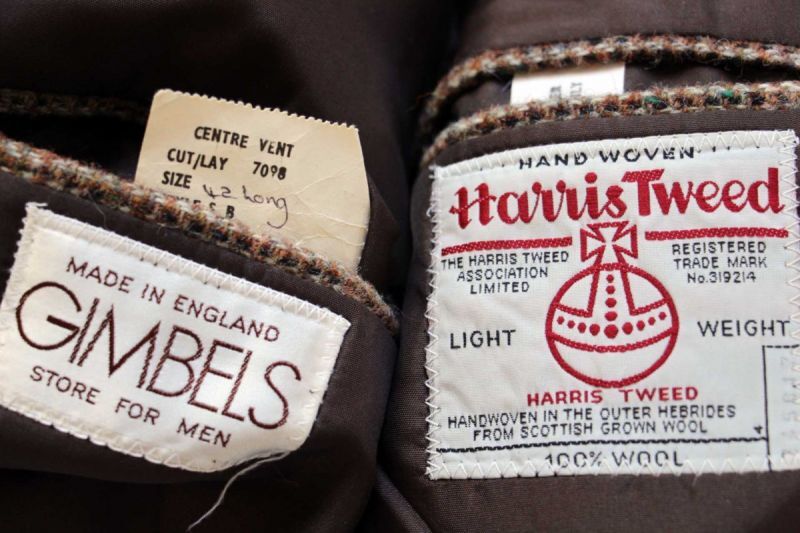 CENTRE VENT
CUT/LAY 7098
SIZE 42 Long
S.B
MADE IN ENGLAND
GIMBELS
STORE FOR MEN
HAND WOVEN
Harris Tweed
THE HARRIS TWEED
ASSOCIATION
LIMITED
REGISTERED
TRADE MARK
No.319214
LIGHT WEIGHT
HARRIS TWEED
HANDWOVEN IN THE OUTER HEBRIDES
FROM SCOTTISH GROWN WOOL
100% WOOL